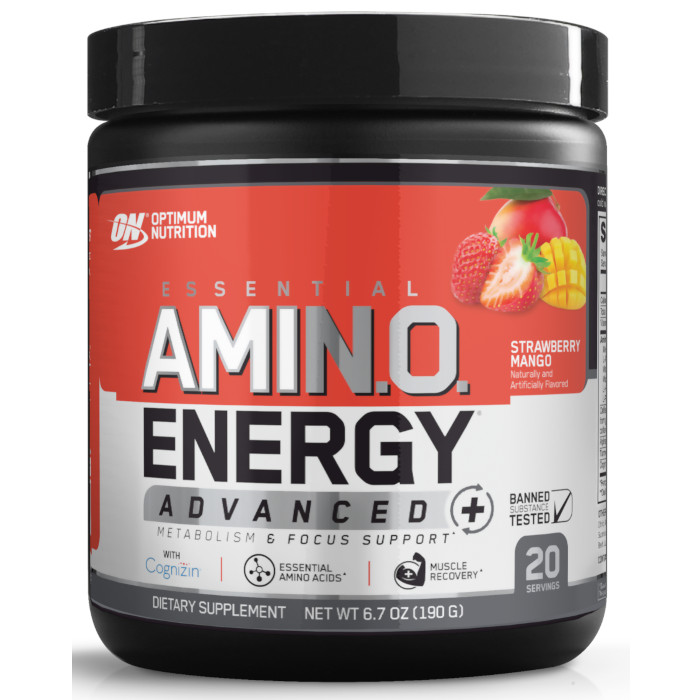 ON® OPTIMUM
NUTRITION
ESSENTIAL
AMIN.O.
ENERGY®
ADVANCED +
METABOLISM & FOCUS SUPPORT*
STRAWBERRY
MANGO
Naturally and
Artificially Flavored
BANNED
SUBSTANCE
TESTED
WITH
Cognizin
ESSENTIAL
AMINO ACIDS*
MUSCLE
RECOVERY*
20
SERVINGS
DIETARY SUPPLEMENT NET WT 6.7 OZ (190 G)